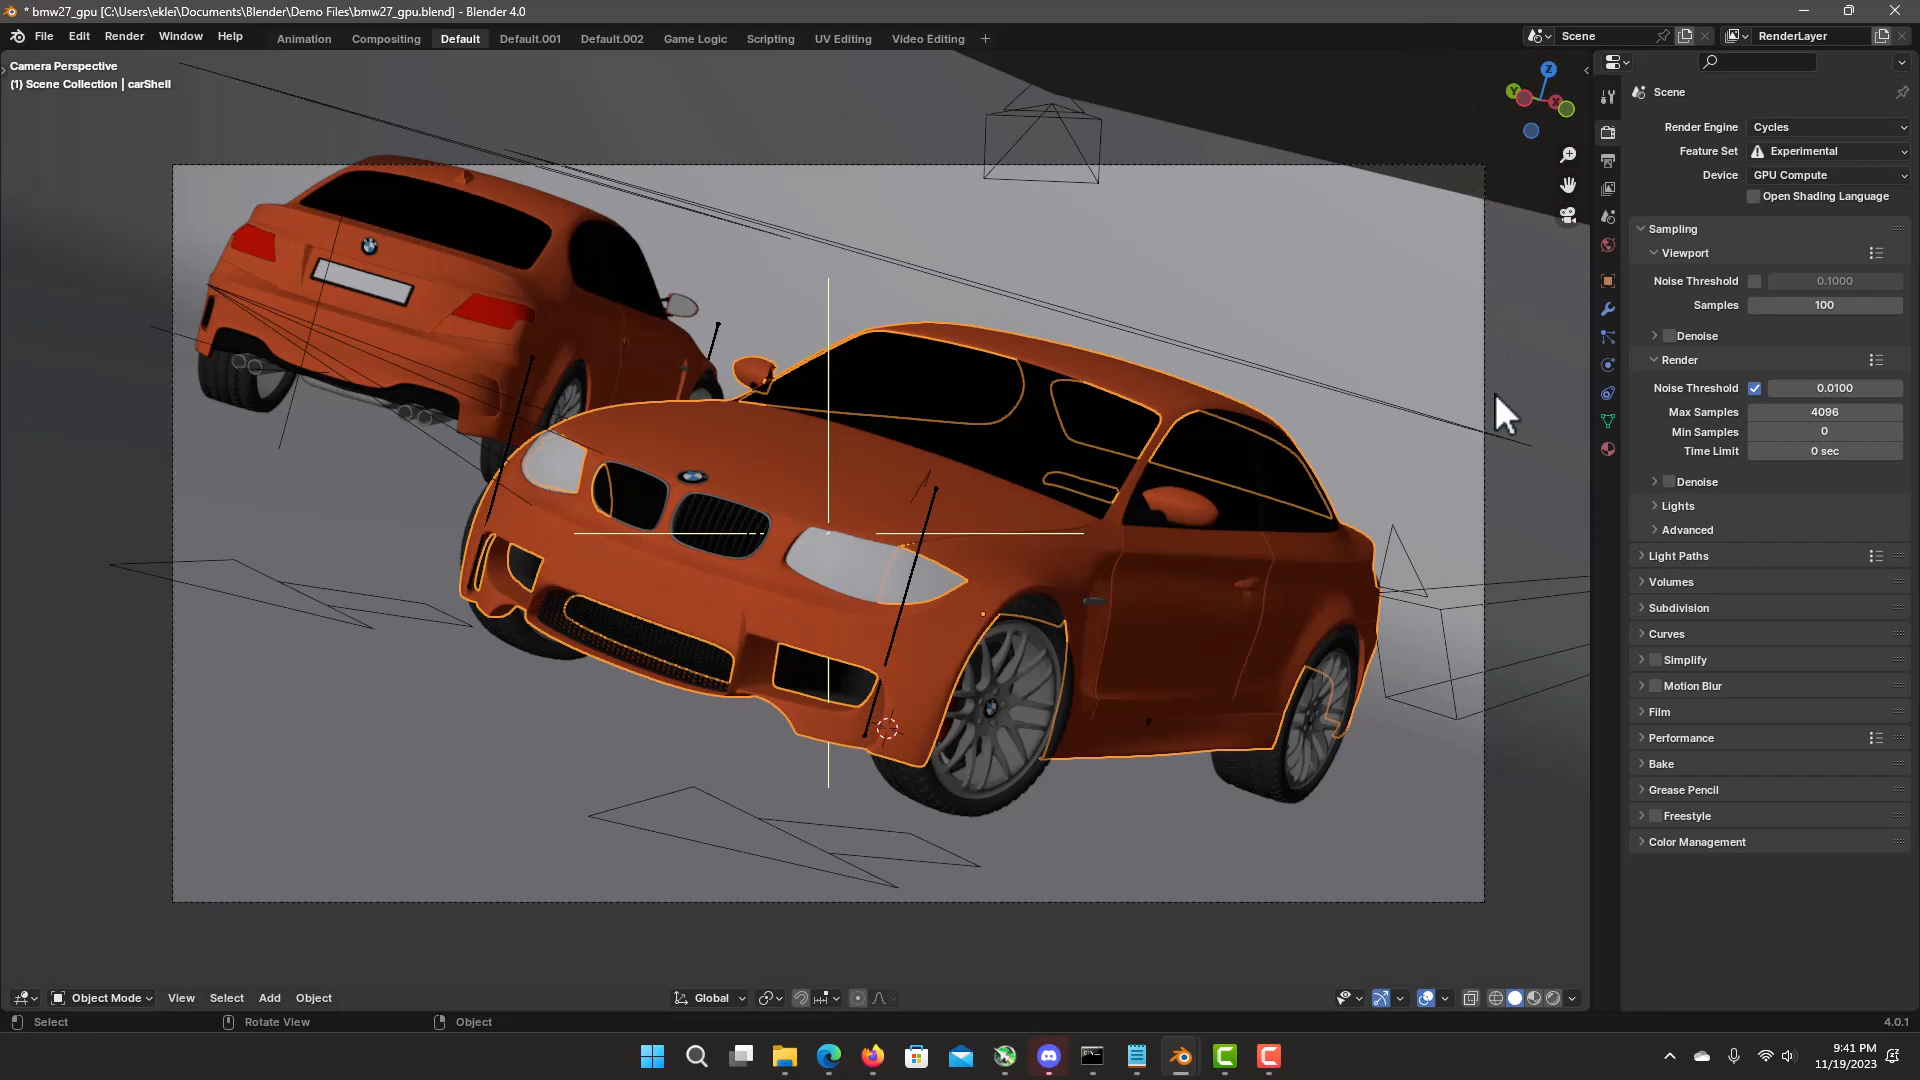 * bmw27_gpu [C:\Users\eklei\Documents\Blender\Demo Files\bmw27_gpu.blend] - Blender 4.0
File Edit Render Window Help Animation Compositing Default Default.001 Default.002 Game Logic Scripting UV Editing Video Editing + Scene RenderLayer
Camera Perspective
(1) Scene Collection | carShell
Z
Y
X
Scene
Render Engine Cycles
Feature Set Experimental
Device GPU Compute
Open Shading Language
Sampling
Viewport
Noise Threshold 0.1000
Samples 100
Denoise
Render
Noise Threshold 0.0100
Max Samples 4096
Min Samples 0
Time Limit 0 sec
Denoise
Lights
Advanced
Light Paths
Volumes
Subdivision
Curves
Simplify
Motion Blur
Film
Performance
Bake
Grease Pencil
Freestyle
Color Management
Object Mode View Select Add Object Global
Select Rotate View Object 4.0.1
9:41 PM
11/19/2023